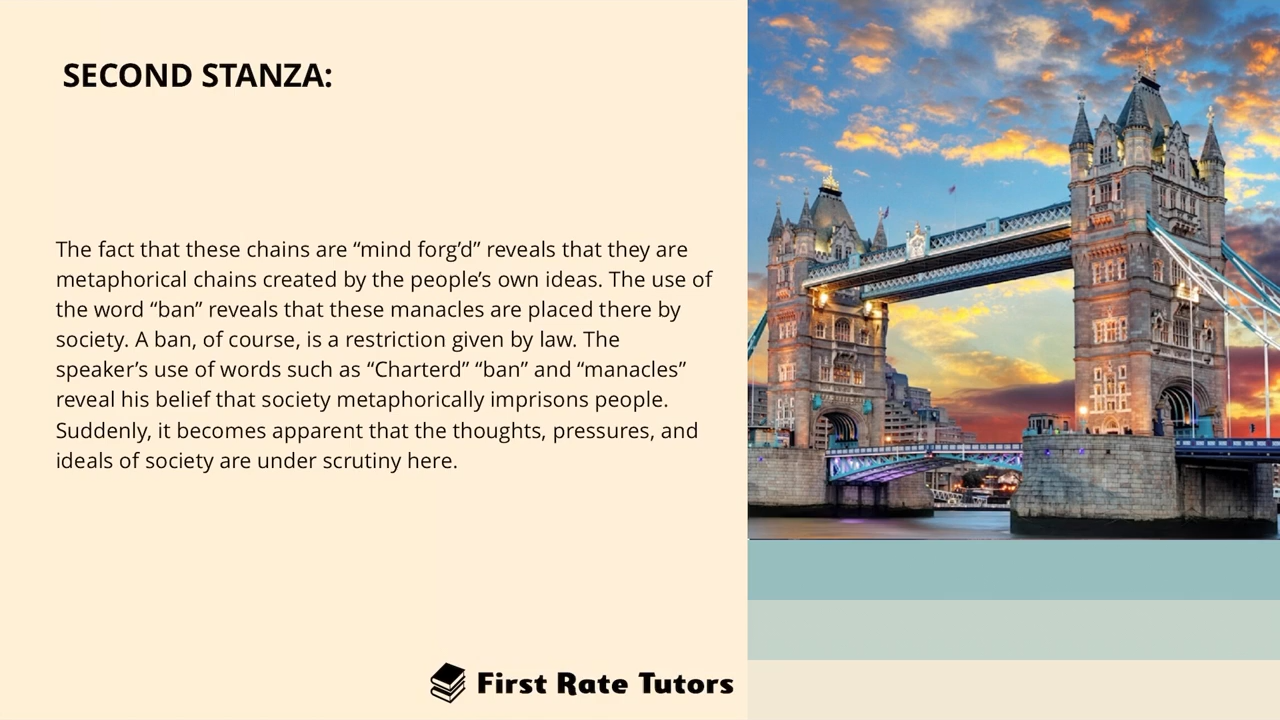 SECOND STANZA:
The fact that these chains are “mind forg’d” reveals that they are
metaphorical chains created by the people’s own ideas. The use of
the word “ban” reveals that these manacles are placed there by
society. A ban, of course, is a restriction given by law. The
speaker’s use of words such as “Charterd” “ban” and “manacles”
reveal his belief that society metaphorically imprisons people.
Suddenly, it becomes apparent that the thoughts, pressures, and
ideals of society are under scrutiny here.
First Rate Tutors